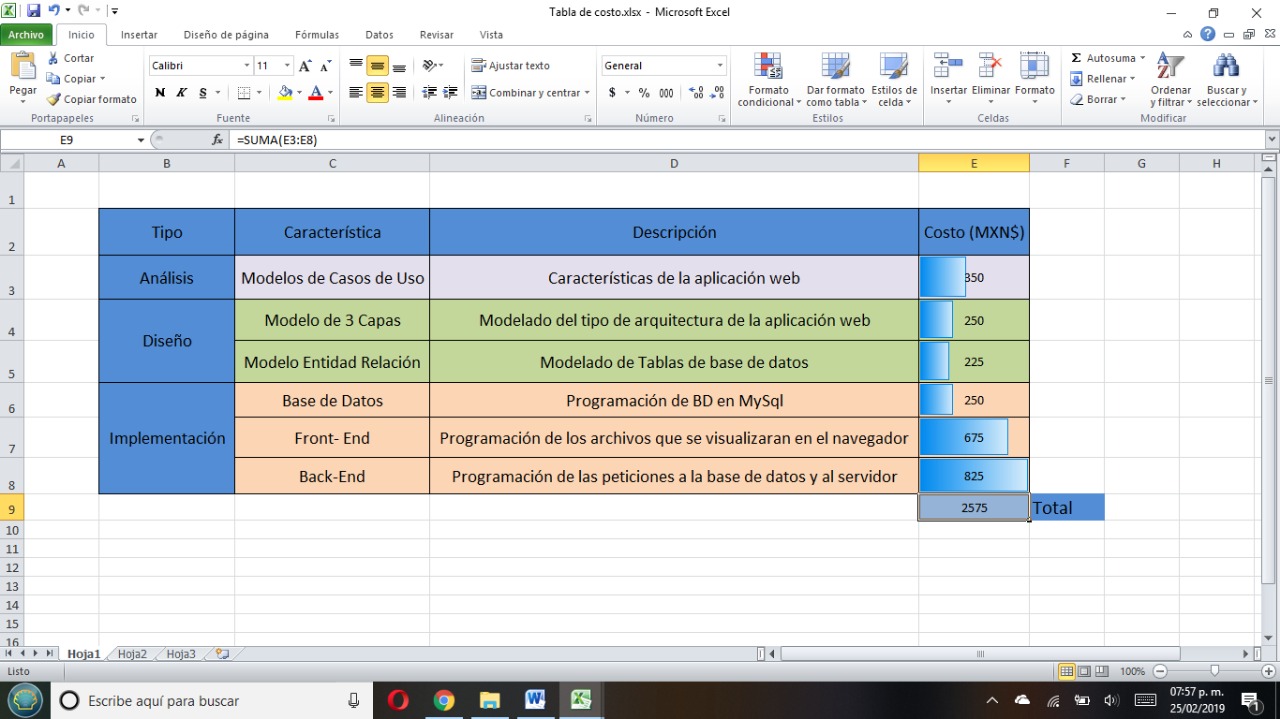 Tabla de costo.xlsx - Microsoft Excel
Archivo Inicio Insertar Diseño de página Fórmulas Datos Revisar Vista
Pegar
Cortar
Copiar
Copiar formato
Portapapeles
Calibri 11
N K S
Fuente
Ajustar texto
Combinar y centrar
Alineación
General
$ % 000
Número
Formato condicional
Dar formato como tabla
Estilos de celda
Estilos
Insertar Eliminar Formato
Celdas
Σ Autosuma
Rellenar
Borrar
Ordenar y filtrar
Buscar y seleccionar
Modificar
E9 fx =SUMA(E3:E8)
A B C D E F G H
1
2 Tipo Característica Descripción Costo (MXN$)
3 Análisis Modelos de Casos de Uso Características de la aplicación web 350
4 Diseño Modelo de 3 Capas Modelado del tipo de arquitectura de la aplicación web 250
5 Modelo Entidad Relación Modelado de Tablas de base de datos 225
6 Base de Datos Programación de BD en MySql 250
7 Implementación Front- End Programación de los archivos que se visualizaran en el navegador 675
8 Back-End Programación de las peticiones a la base de datos y al servidor 825
9 2575 Total
10
11
12
13
14
15
16
Hoja1 Hoja2 Hoja3
Listo 100%
Escribe aquí para buscar
07:57 p. m.
25/02/2019
1